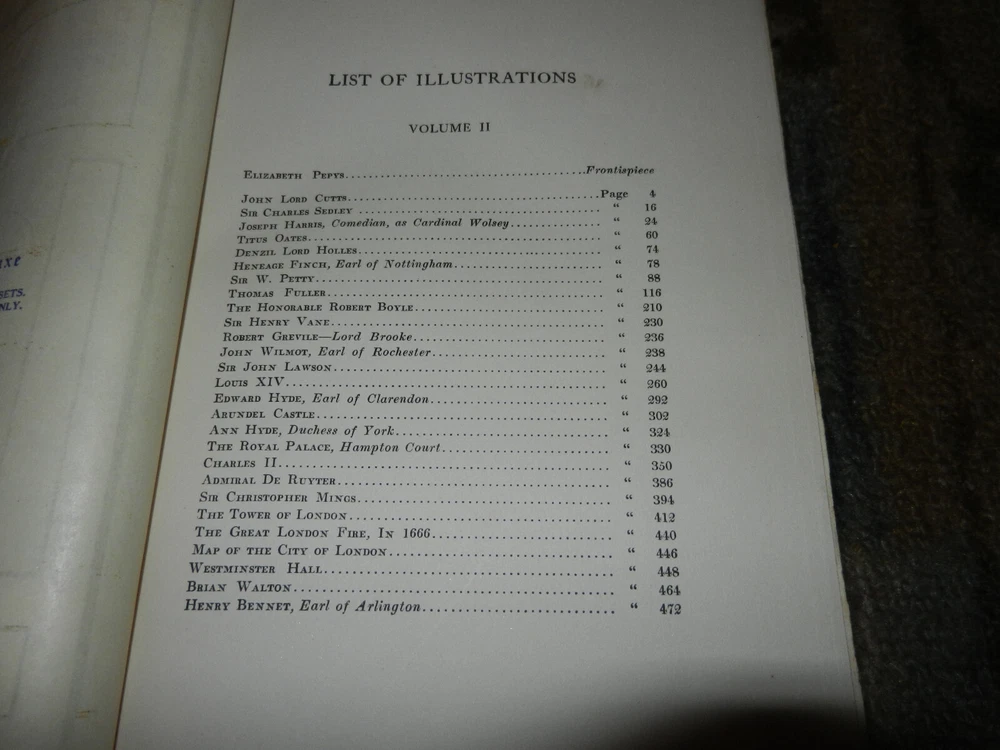 LIST OF ILLUSTRATIONS
VOLUME II
ELIZABETH PEPYS........................................Frontispiece
JOHN LORD CUTTS........................................Page 4
SIR CHARLES SEDLEY ........................................ “ 16
JOSEPH HARRIS, Comedian, as Cardinal Wolsey............... “ 24
TITUS OATES........................................ “ 60
DENZIL LORD HOLLES........................................ “ 74
HENEAGE FINCH, Earl of Nottingham........................ “ 78
SIR W. PETTY........................................ “ 88
THOMAS FULLER........................................ “ 116
THE HONORABLE ROBERT BOYLE............................ “ 210
SIR HENRY VANE........................................ “ 230
ROBERT GREVILE—Lord Brooke............................ “ 236
JOHN WILMOT, Earl of Rochester.......................... “ 238
SIR JOHN LAWSON........................................ “ 244
LOUIS XIV........................................ “ 260
EDWARD HYDE, Earl of Clarendon.......................... “ 292
ARUNDEL CASTLE........................................ “ 302
ANN HYDE, Duchess of York.............................. “ 324
THE ROYAL PALACE, Hampton Court........................ “ 330
CHARLES II........................................ “ 350
ADMIRAL DE RUYTER...................................... “ 386
SIR CHRISTOPHER MINGS.................................. “ 394
THE TOWER OF LONDON.................................... “ 412
THE GREAT LONDON FIRE, IN 1666.......................... “ 440
MAP OF THE CITY OF LONDON.............................. “ 446
WESTMINSTER HALL...................................... “ 448
BRIAN WALTON........................................ “ 464
HENRY BENNET, Earl of Arlington.......................... “ 472